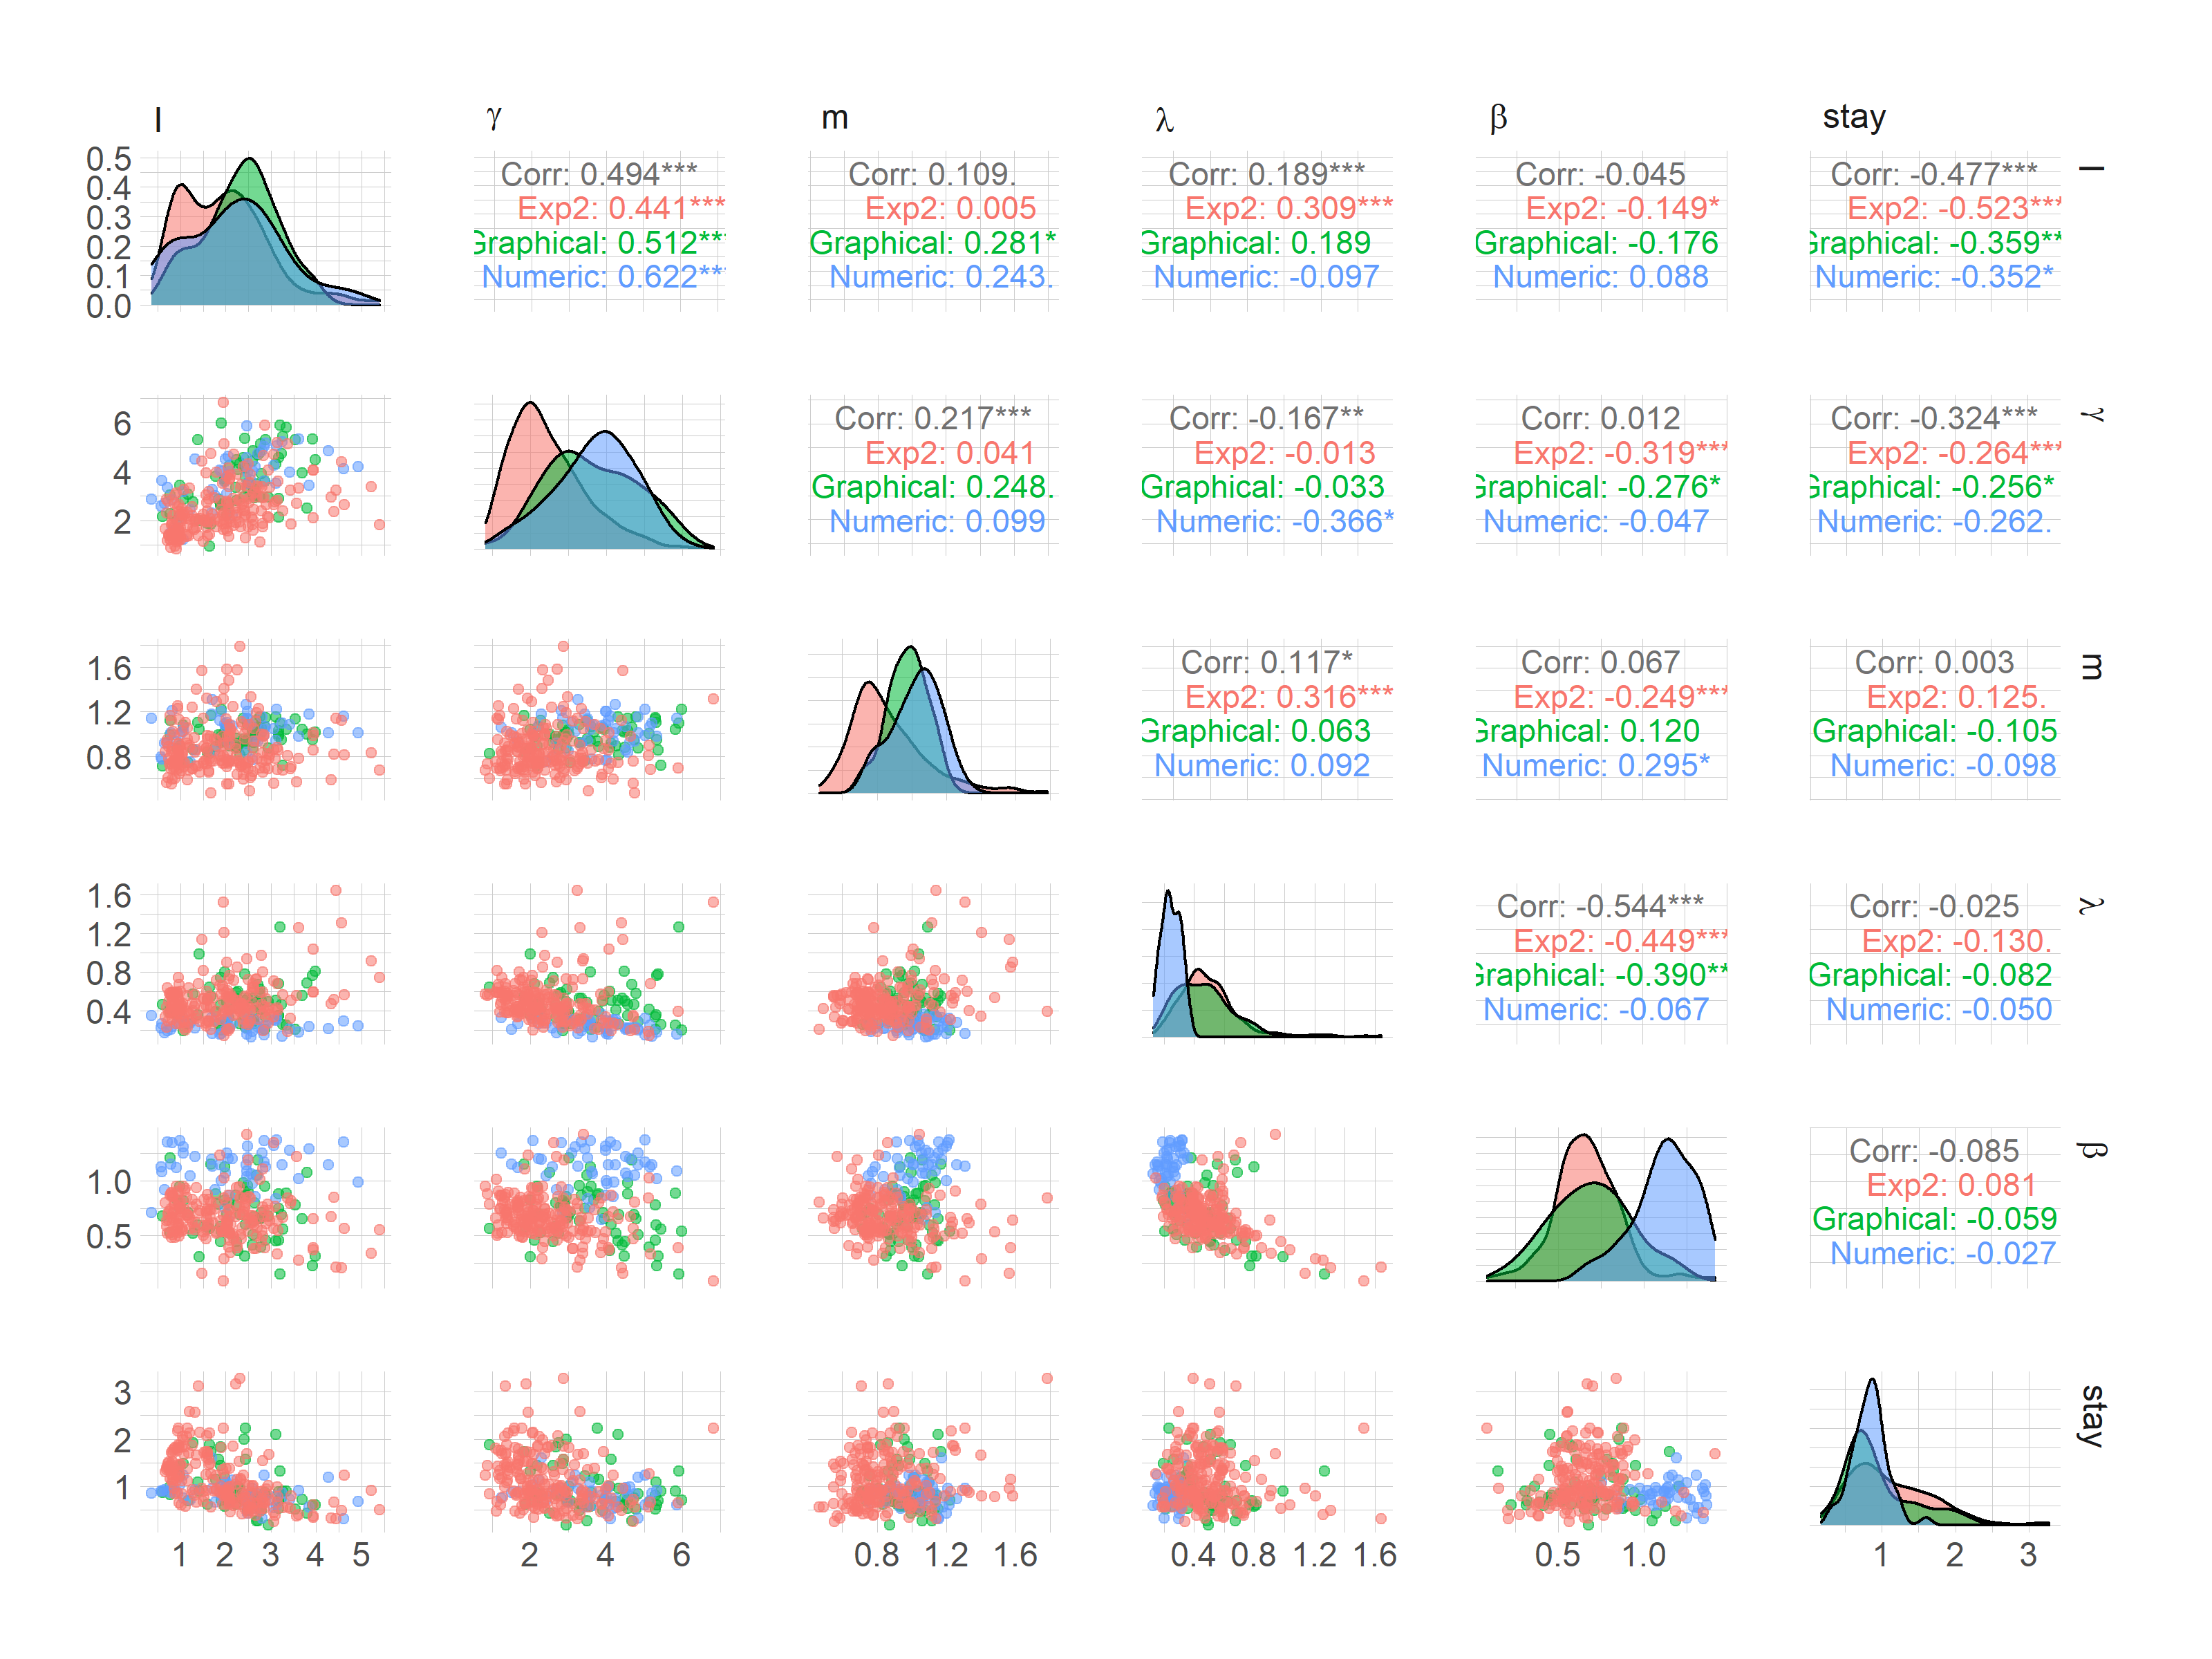 I
γ
m
λ
β
stay
0.5
0.4
0.3
0.2
0.1
0.0
Corr: 0.494***
Exp2: 0.441***
Graphical: 0.512***
Numeric: 0.622***
Corr: 0.109.
Exp2: 0.005
Graphical: 0.281*
Numeric: 0.243.
Corr: 0.189***
Exp2: 0.309***
Graphical: 0.189
Numeric: -0.097
Corr: -0.045
Exp2: -0.149*
Graphical: -0.176
Numeric: 0.088
Corr: -0.477***
Exp2: -0.523***
Graphical: -0.359**
Numeric: -0.352*
I
6
4
2
Corr: 0.217***
Exp2: 0.041
Graphical: 0.248.
Numeric: 0.099
Corr: -0.167**
Exp2: -0.013
Graphical: -0.033
Numeric: -0.366*
Corr: 0.012
Exp2: -0.319***
Graphical: -0.276*
Numeric: -0.047
Corr: -0.324***
Exp2: -0.264***
Graphical: -0.256*
Numeric: -0.262.
γ
1.6
1.2
0.8
Corr: 0.117*
Exp2: 0.316***
Graphical: 0.063
Numeric: 0.092
Corr: 0.067
Exp2: -0.249***
Graphical: 0.120
Numeric: 0.295*
Corr: 0.003
Exp2: 0.125.
Graphical: -0.105
Numeric: -0.098
m
1.6
1.2
0.8
0.4
Corr: -0.544***
Exp2: -0.449***
Graphical: -0.390**
Numeric: -0.067
Corr: -0.025
Exp2: -0.130.
Graphical: -0.082
Numeric: -0.050
λ
1.0
0.5
Corr: -0.085
Exp2: 0.081
Graphical: -0.059
Numeric: -0.027
β
3
2
1
stay
1 2 3 4 5
2 4 6
0.8 1.2 1.6
0.4 0.8 1.2 1.6
0.5 1.0
1 2 3